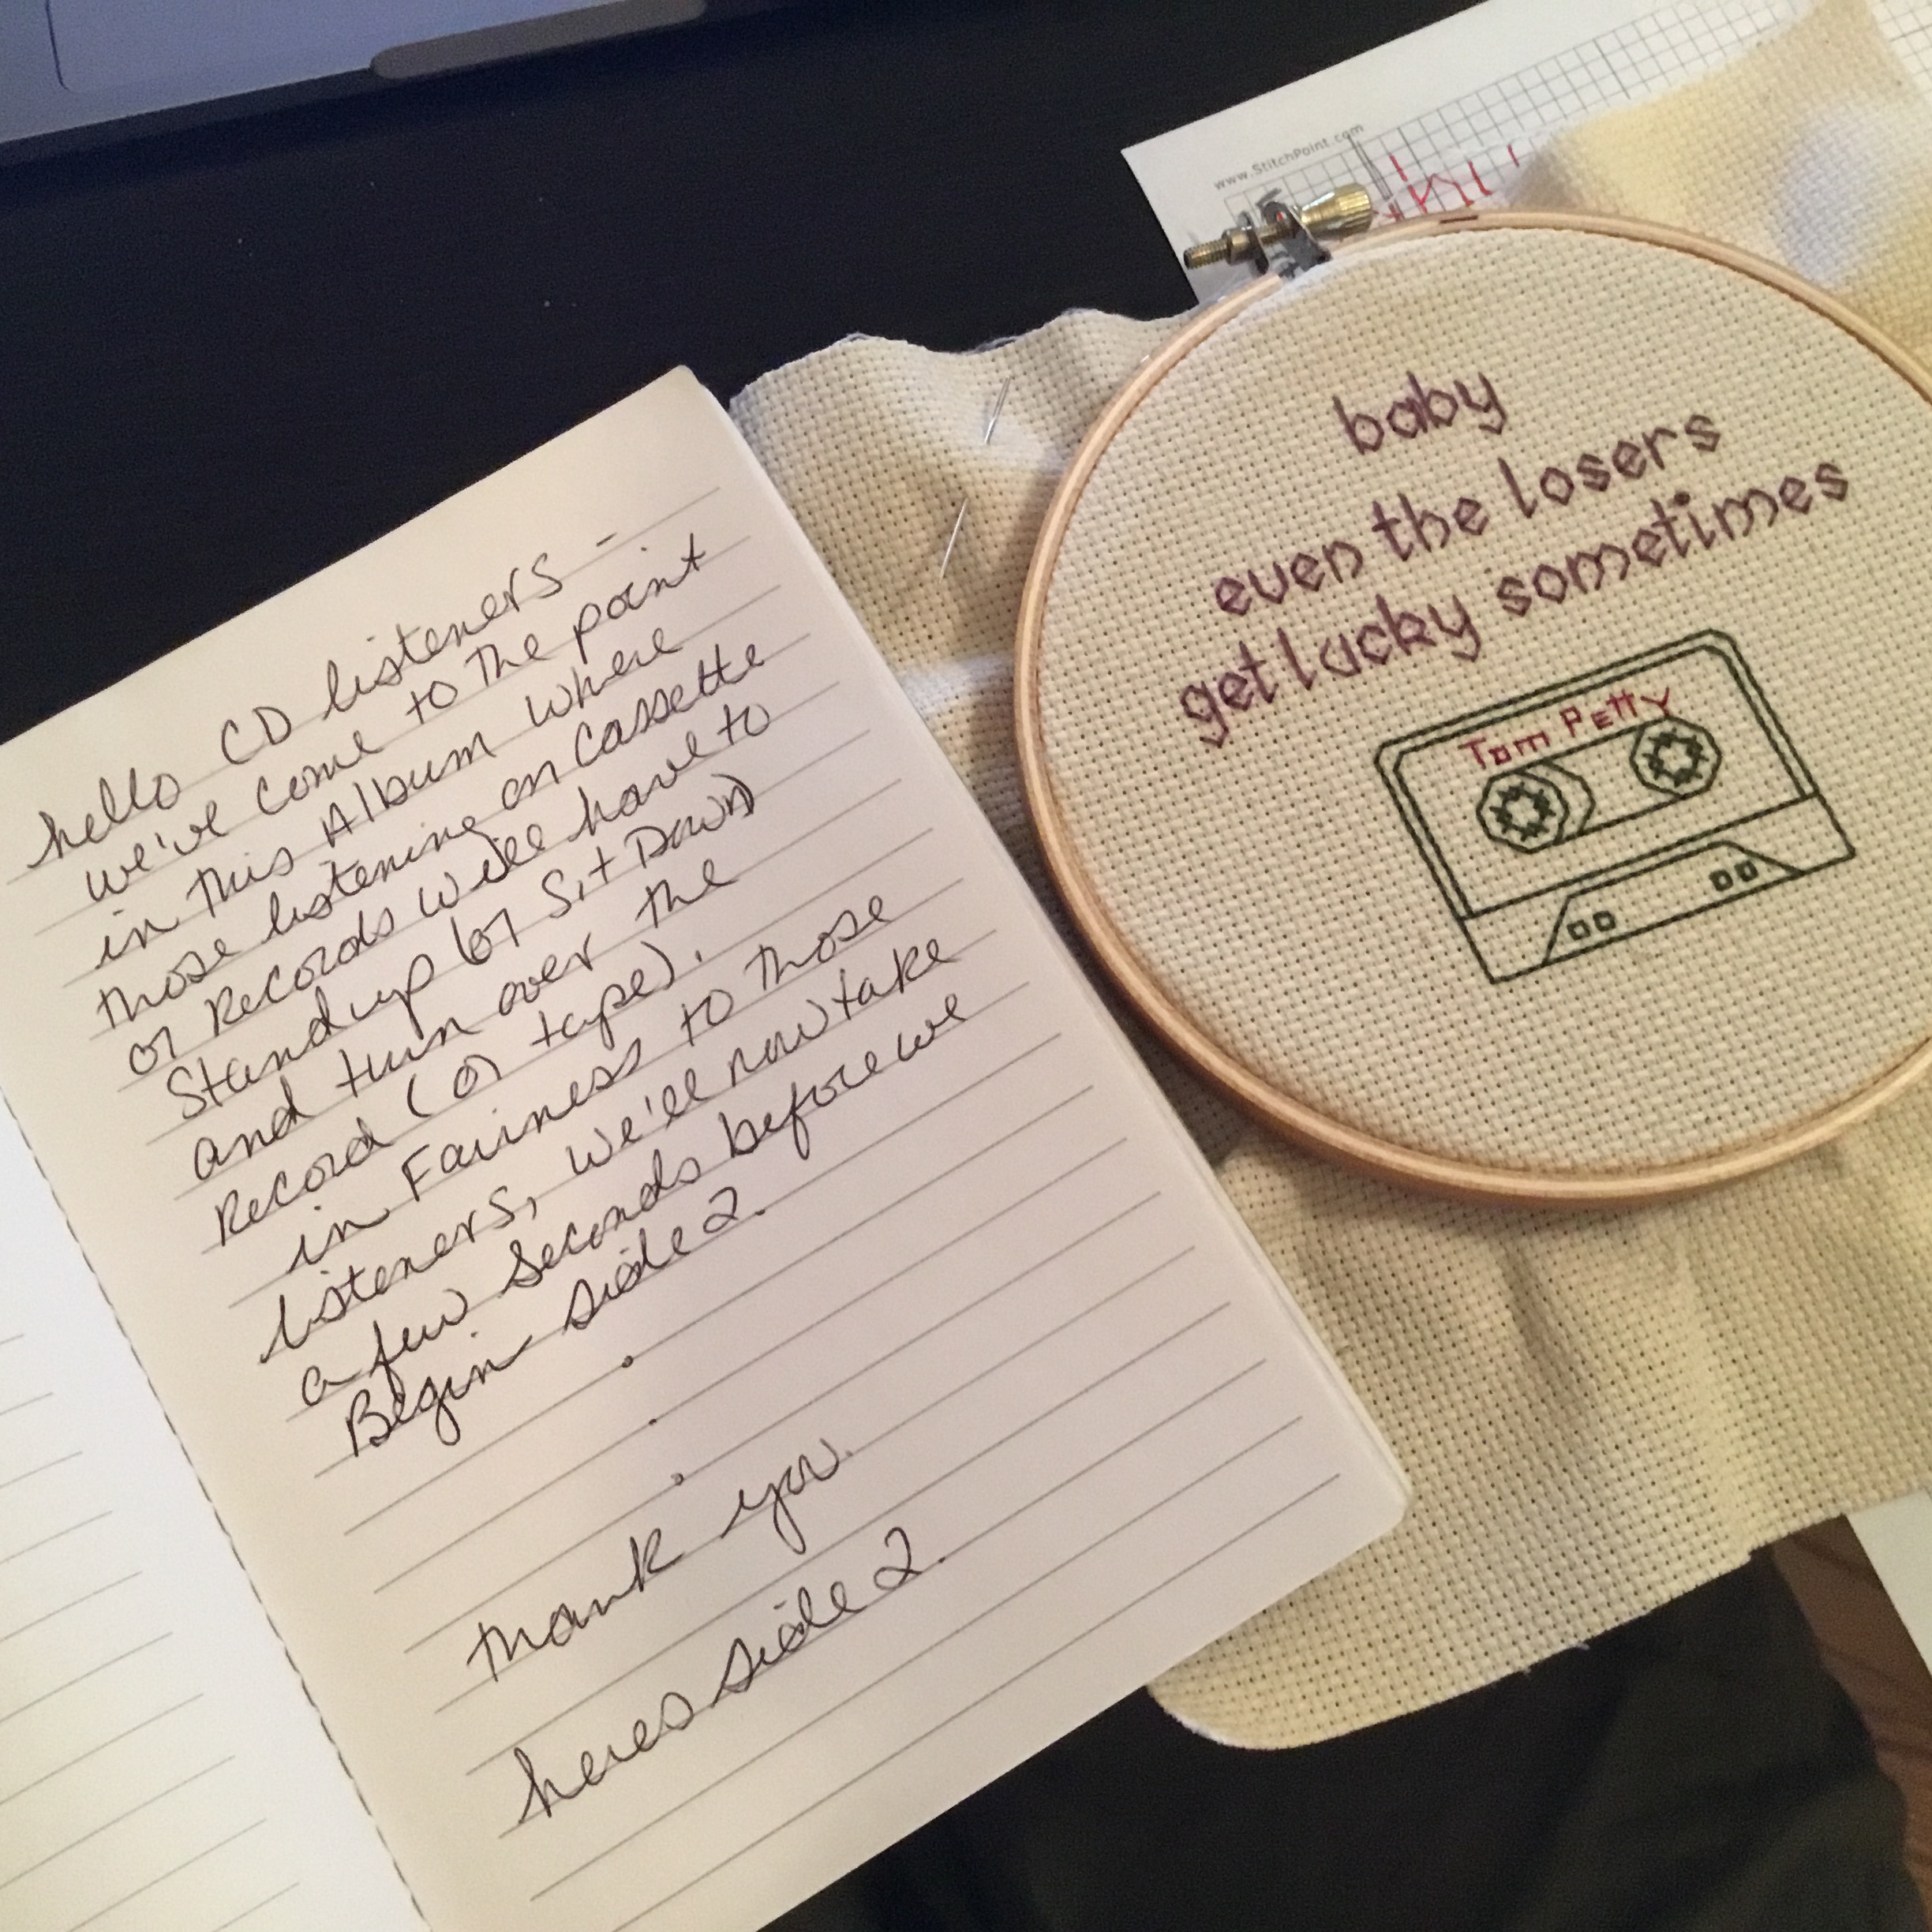 hello CD listeners -
we've come to the point
in this Album where
those listening on cassette
or Records will have to
Stand up (or Sit Down)
and turn over the
Record (or tape).
in Fairness to those
listeners, we'll now take
a few seconds before we
Begin side 2.
.
.
.
thank you.
heres side 2.
www.StitchPoint.com
baby
even the losers
get lucky sometimes
Tom Petty